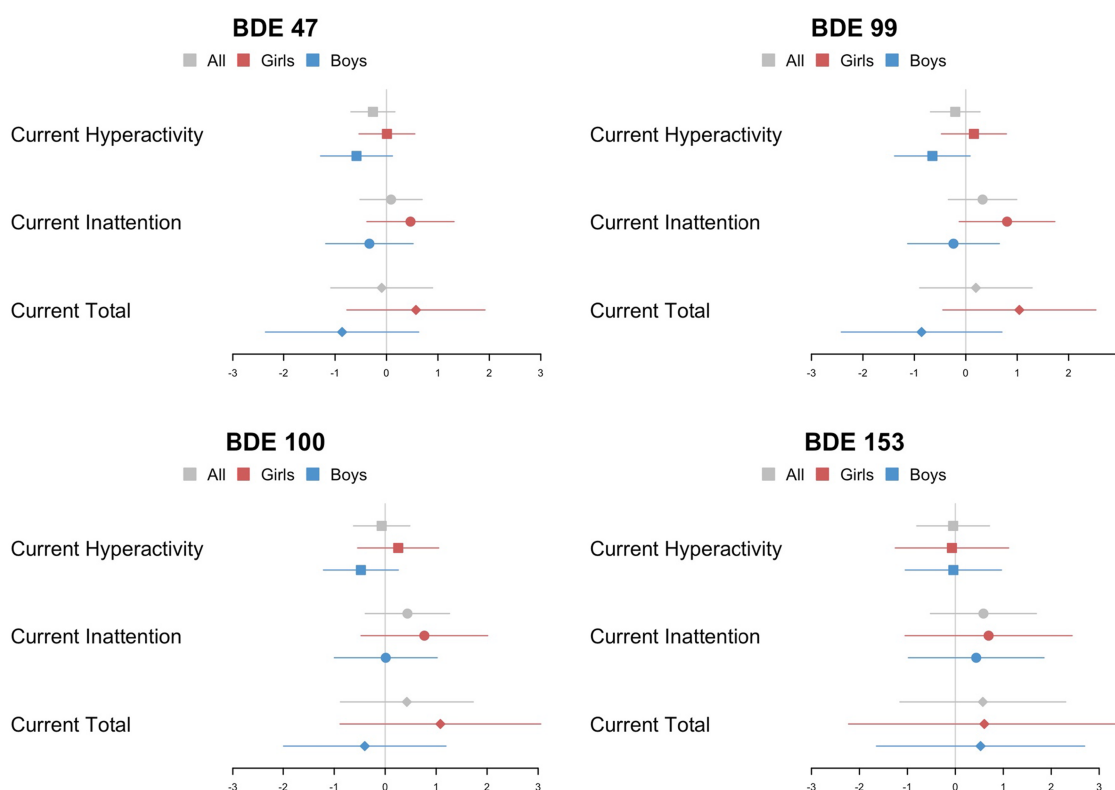 BDE 47
All Girls Boys
Current Hyperactivity
Current Inattention
Current Total
-3 -2 -1 0 1 2 3
BDE 99
All Girls Boys
Current Hyperactivity
Current Inattention
Current Total
-3 -2 -1 0 1 2
BDE 100
All Girls Boys
Current Hyperactivity
Current Inattention
Current Total
-3 -2 -1 0 1 2 3
BDE 153
All Girls Boys
Current Hyperactivity
Current Inattention
Current Total
-3 -2 -1 0 1 2 3